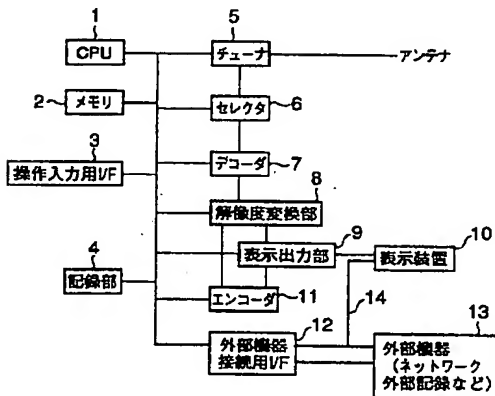 1
CPU
5
チューナ
アンテナ
2
メモリ
セレクタ
6
3
操作入力用I/F
デコーダ
7
8
解像度変換部
9
表示出力部
10
表示装置
4
記録部
エンコーダ
11
14
12
外部機器
接続用I/F
13
外部機器
(ネットワーク
外部記録など)